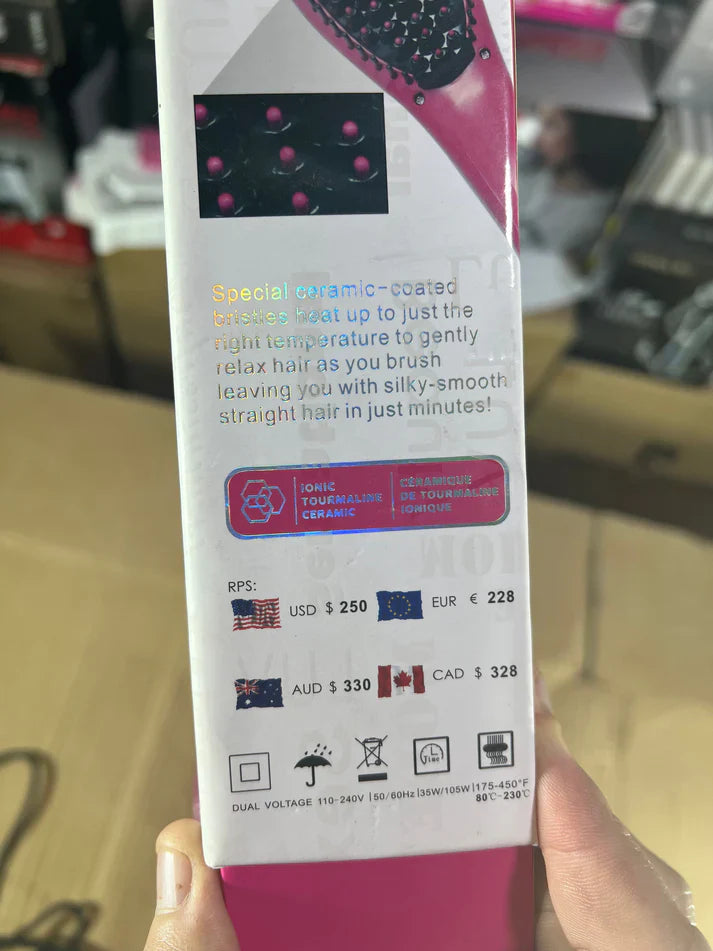 Special ceramic-coated
bristles heat up to just the
right temperature to gently
relax hair as you brush
leaving you with silky-smooth
straight hair in just minutes!
IONIC
TOURMALINE
CERAMIC
CÉRAMIQUE
DE TOURMALINE
IONIQUE
RPS:
USD $ 250
EUR € 228
AUD $ 330
CAD $ 328
Time
DUAL VOLTAGE 110-240V | 50/60Hz | 35W/105W | 175-450°F
80℃-230℃